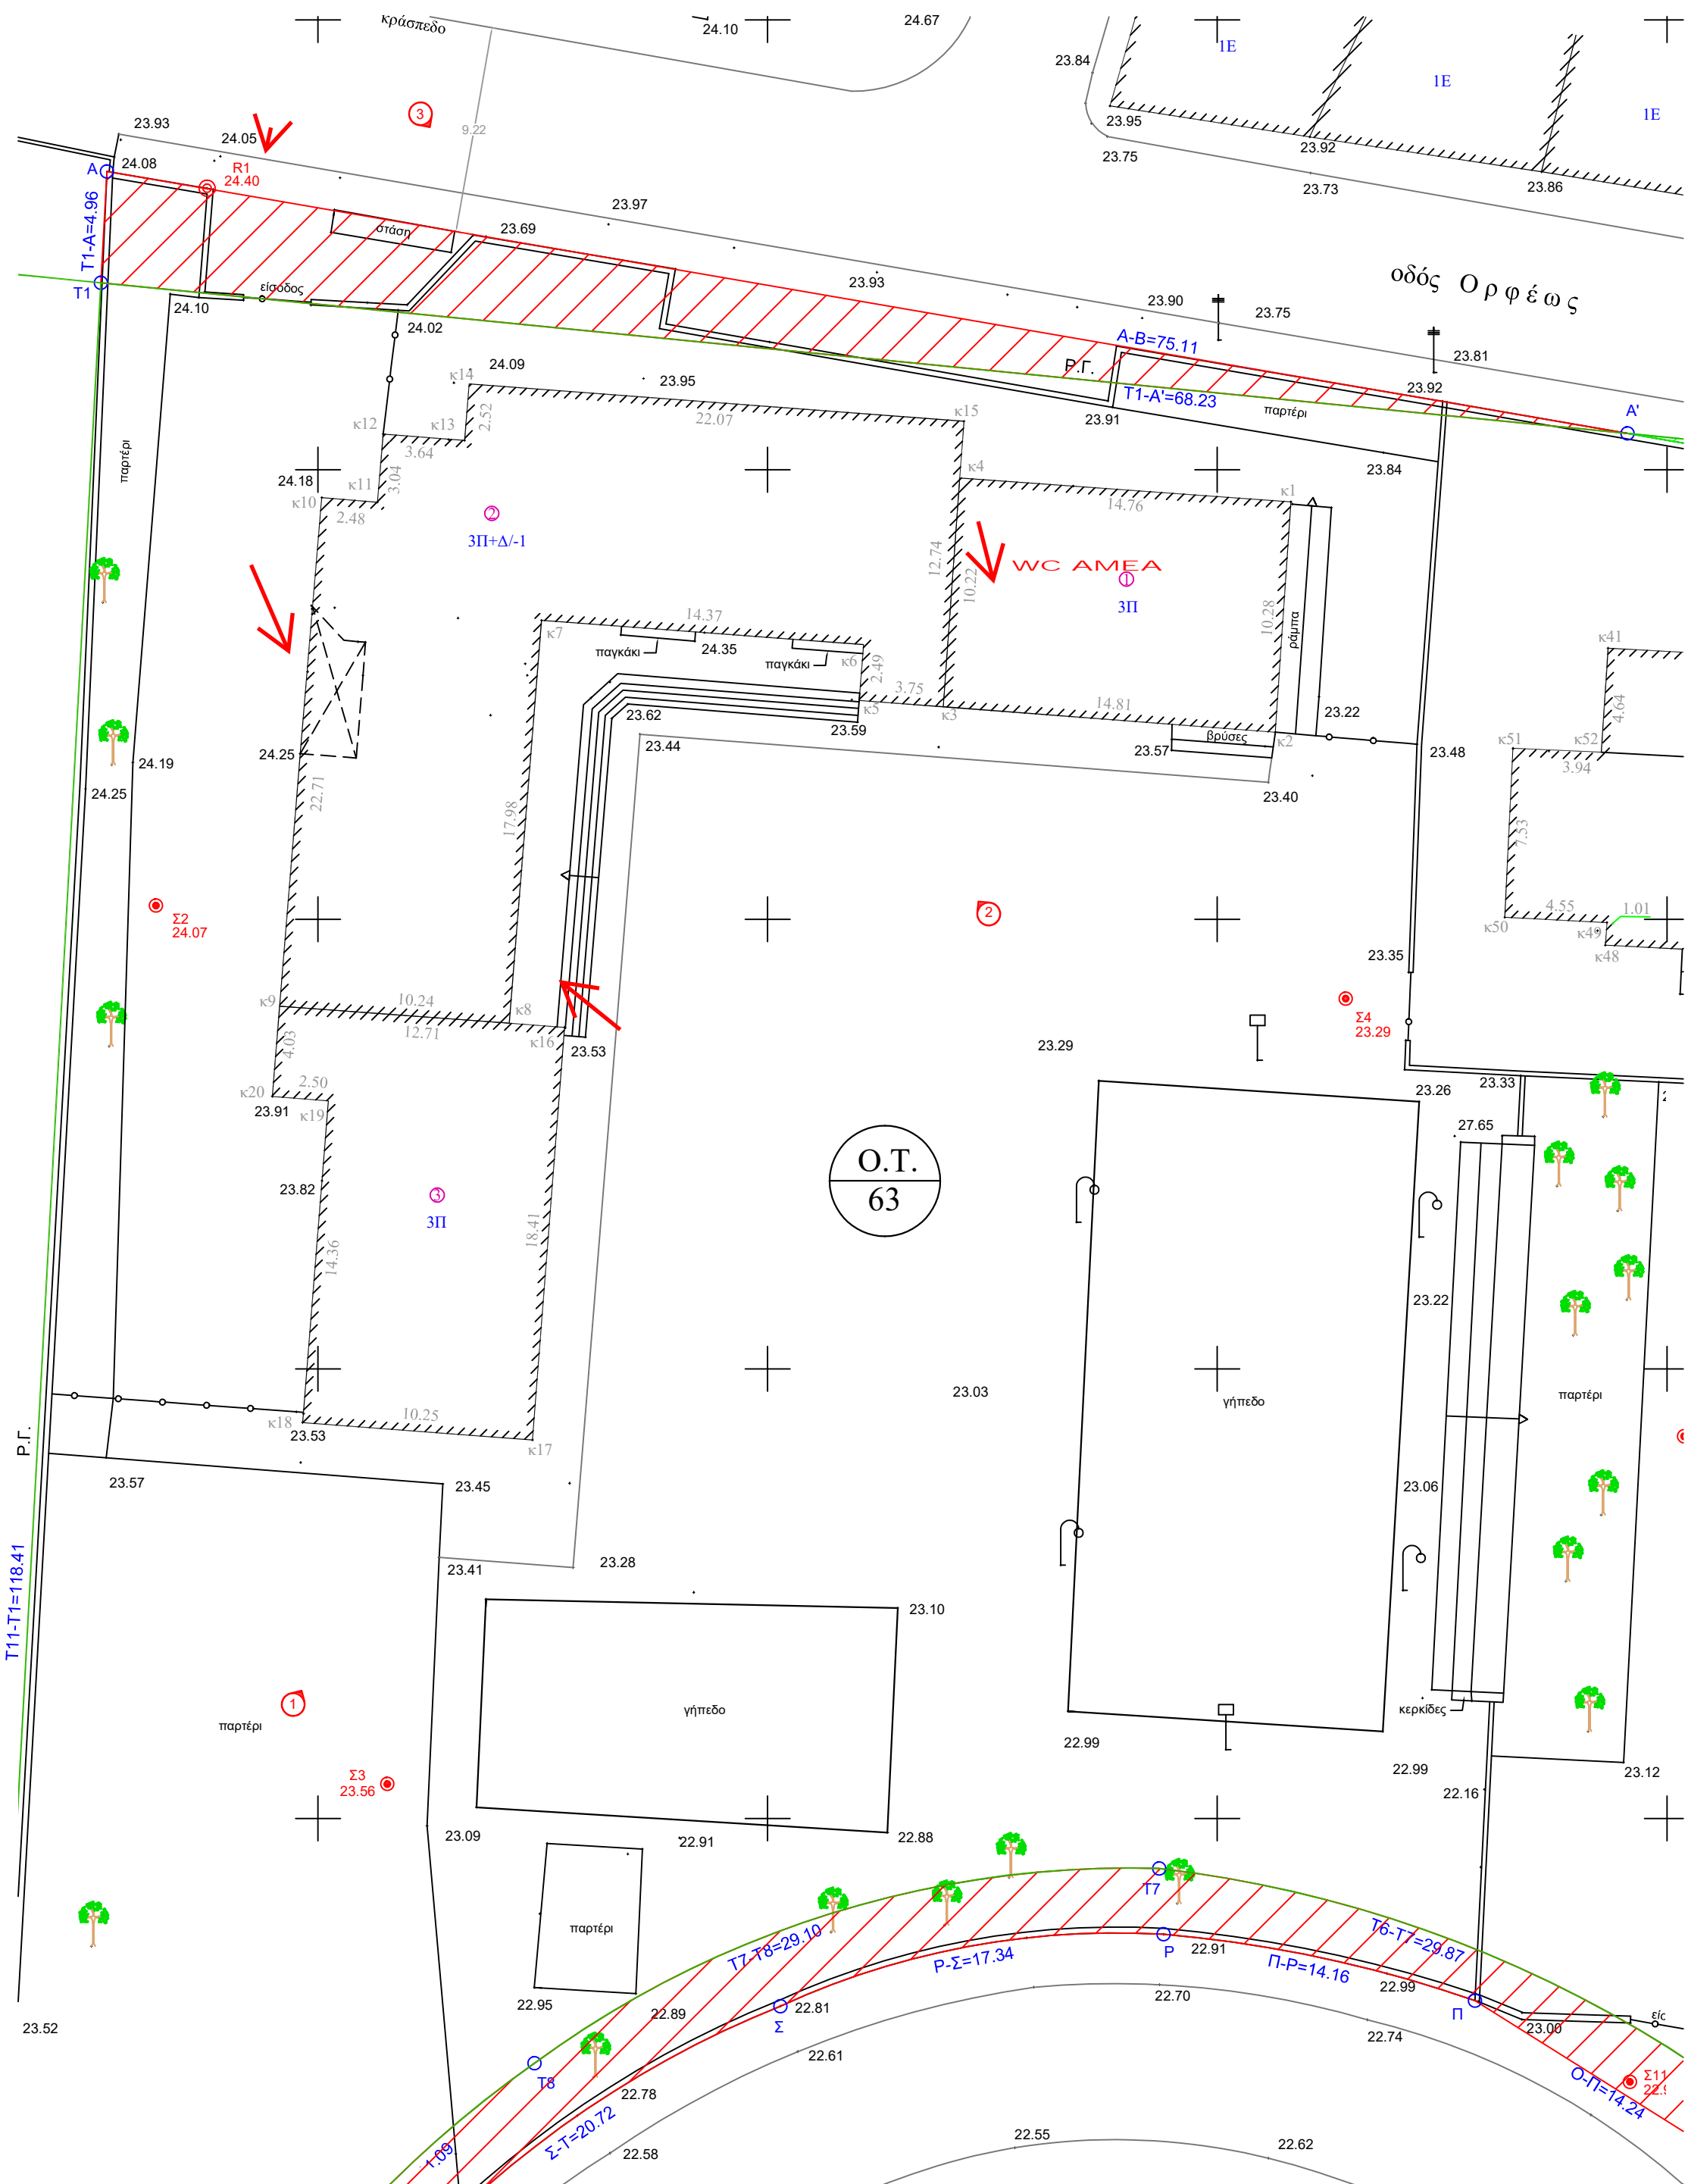 κράσπεδο
24.10
24.67
1Ε
23.84
1Ε
1Ε
23.95
3
23.93
24.05
9.22
23.92
23.75
24.08
A
R1
24.40
23.73
23.86
T1-A=4.96
στάση
23.69
23.97
οδός Ορφέως
T1
είσοδος
24.10
23.93
23.90
23.75
24.02
A-B=75.11
23.81
24.09
23.95
Ρ.Γ.
23.92
κ14
T1-A'=68.23
παρτέρι
A'
κ12
κ13
2.52
22.07
κ15
23.91
3.64
παρτέρι
24.18
κ11
3.04
κ4
23.84
κ10
2.48
14.76
κ1
2
3Π+Δ/-1
12.74
10.22
WC AMEA
1
3Π
10.28
ράμπα
14.37
κ7
παγκάκι
24.35
παγκάκι
κ6
2.49
κ41
3.75
κ5
κ3
14.81
4.64
23.62
23.59
23.22
23.44
23.57
βρύσες
κ2
κ51
κ52
24.25
24.19
23.48
3.94
24.25
22.71
23.40
17.98
7.53
Σ2
24.07
2
4.55
1.01
κ50
κ49
κ48
23.35
κ9
10.24
κ8
12.71
κ16
4.03
23.53
23.29
Σ4
23.29
2.50
κ20
23.91
κ19
23.26
23.33
27.65
Ο.Τ.
63
23.82
3
3Π
18.41
14.36
23.22
23.03
γήπεδο
παρτέρι
κ18
10.25
23.53
κ17
Ρ.Γ.
23.57
23.45
23.06
T11-T1=118.41
23.41
23.28
23.10
1
παρτέρι
γήπεδο
κερκίδες
22.99
22.99
23.12
Σ3
23.56
22.16
23.09
22.91
22.88
T7
παρτέρι
T7-T8=29.10
P
22.91
T6-T7=29.87
Ρ-Σ=17.34
Π-Ρ=14.16
22.99
22.95
22.89
22.81
Σ
22.70
Π
23.00
23.52
22.74
22.61
T8
22.78
Ο-Π=14.24
Σ11
Σ-Τ=20.72
22.58
22.55
22.62